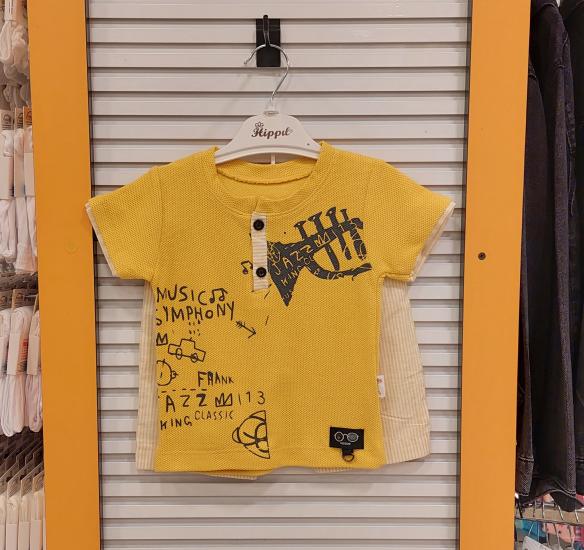 Hippil
JAZZ
KING
MUSIC
SYMPHONY
FRANK
JAZZ 113
KING CLASSIC